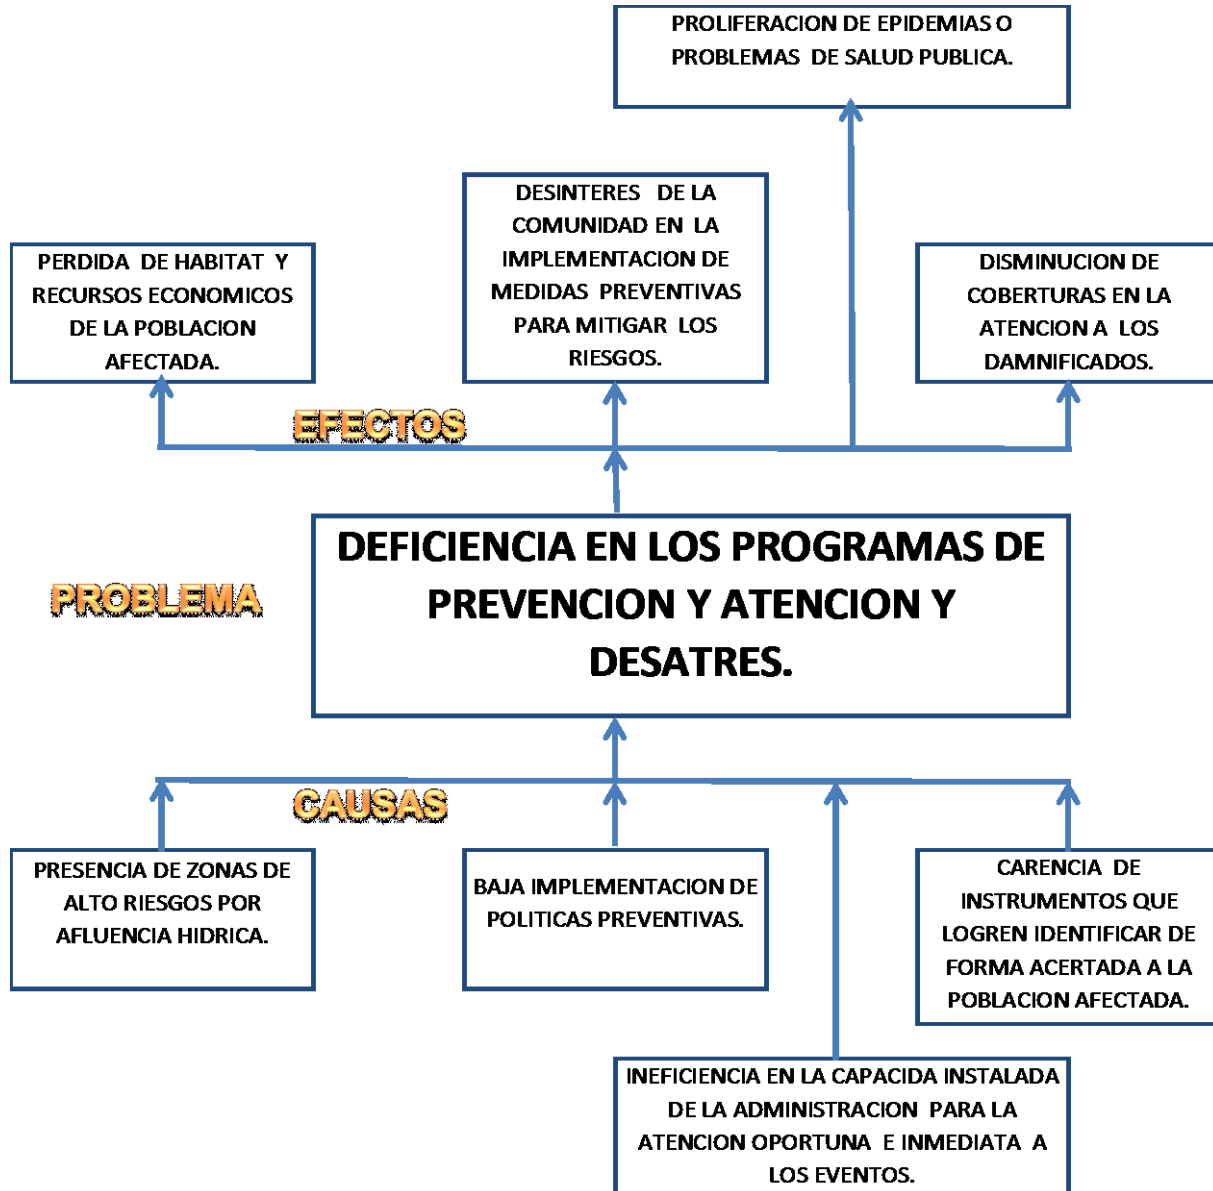 PROLIFERACION DE EPIDEMIAS O
PROBLEMAS DE SALUD PUBLICA.
DESINTERES DE LA
COMUNIDAD EN LA
IMPLEMENTACION DE
MEDIDAS PREVENTIVAS
PARA MITIGAR LOS
RIESGOS.
PERDIDA DE HABITAT Y
RECURSOS ECONOMICOS
DE LA POBLACION
AFECTADA.
DISMINUCION DE
COBERTURAS EN LA
ATENCION A LOS
DAMNIFICADOS.
EFECTOS
DEFICIENCIA EN LOS PROGRAMAS DE
PREVENCION Y ATENCION Y
DESATRES.
PROBLEMA
CAUSAS
PRESENCIA DE ZONAS DE
ALTO RIESGOS POR
AFLUENCIA HIDRICA.
BAJA IMPLEMENTACION DE
POLITICAS PREVENTIVAS.
CARENCIA DE
INSTRUMENTOS QUE
LOGREN IDENTIFICAR DE
FORMA ACERTADA A LA
POBLACION AFECTADA.
INEFICIENCIA EN LA CAPACIDA INSTALADA
DE LA ADMINISTRACION PARA LA
ATENCION OPORTUNA E INMEDIATA A
LOS EVENTOS.